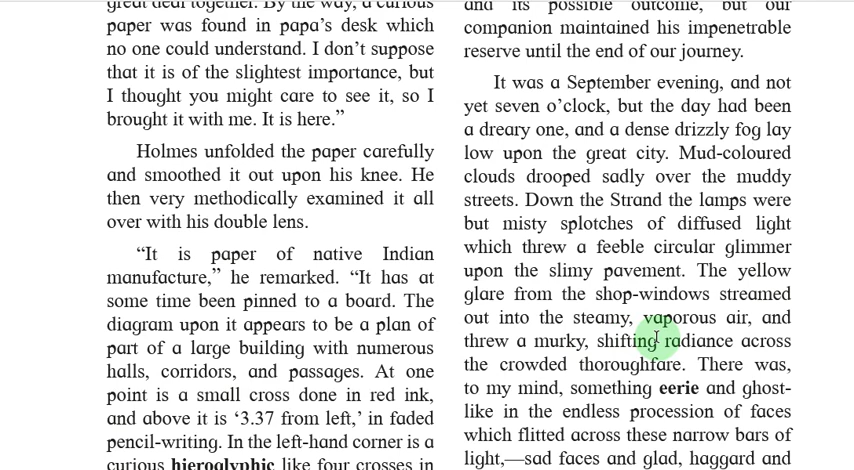 great deal together. By the way, a curious
paper was found in papa’s desk which
no one could understand. I don’t suppose
that it is of the slightest importance, but
I thought you might care to see it, so I
brought it with me. It is here.”
Holmes unfolded the paper carefully
and smoothed it out upon his knee. He
then very methodically examined it all
over with his double lens.
“It is paper of native Indian
manufacture,” he remarked. “It has at
some time been pinned to a board. The
diagram upon it appears to be a plan of
part of a large building with numerous
halls, corridors, and passages. At one
point is a small cross done in red ink,
and above it is ‘3.37 from left,’ in faded
pencil-writing. In the left-hand corner is a
curious hieroglyphic like four crosses in
and its possible outcome, but our
companion maintained his impenetrable
reserve until the end of our journey.
It was a September evening, and not
yet seven o’clock, but the day had been
a dreary one, and a dense drizzly fog lay
low upon the great city. Mud-coloured
clouds drooped sadly over the muddy
streets. Down the Strand the lamps were
but misty splotches of diffused light
which threw a feeble circular glimmer
upon the slimy pavement. The yellow
glare from the shop-windows streamed
out into the steamy, vaporous air, and
threw a murky, shifting radiance across
the crowded thoroughfare. There was,
to my mind, something eerie and ghost-
like in the endless procession of faces
which flitted across these narrow bars of
light,—sad faces and glad, haggard and